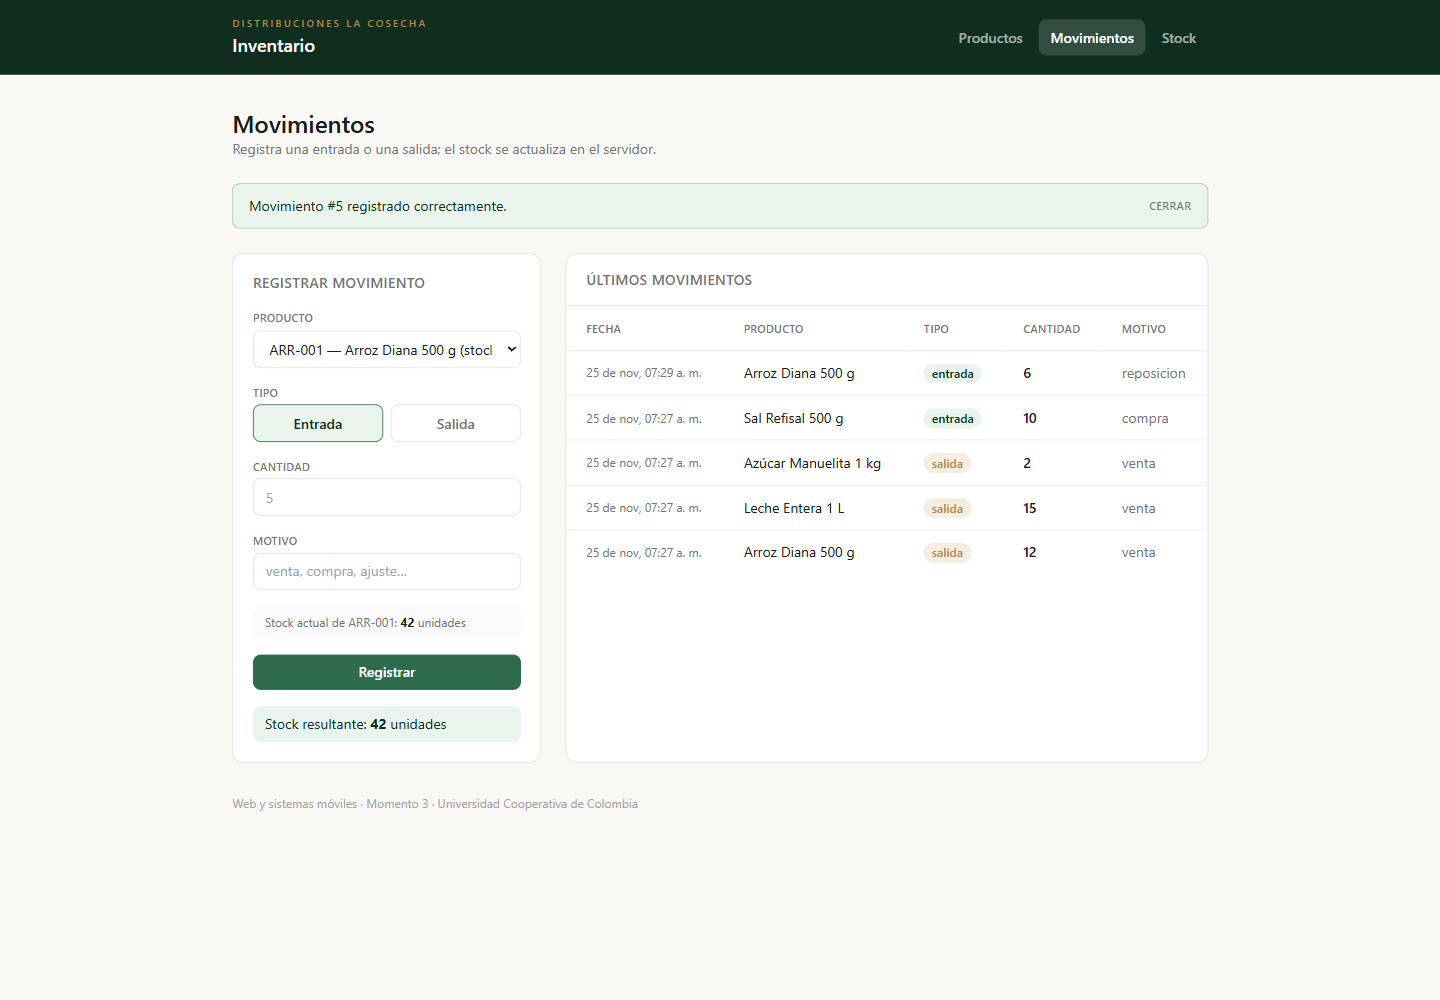 DISTRIBUCIONES LA COSECHA
Inventario
Productos Movimientos Stock
Movimientos
Registra una entrada o una salida; el stock se actualiza en el servidor.
Movimiento #5 registrado correctamente. CERRAR
REGISTRAR MOVIMIENTO
PRODUCTO
ARR-001 — Arroz Diana 500 g (stocl
TIPO
Entrada Salida
CANTIDAD
5
MOTIVO
venta, compra, ajuste...
Stock actual de ARR-001: 42 unidades
Registrar
Stock resultante: 42 unidades
ÚLTIMOS MOVIMIENTOS
FECHA PRODUCTO TIPO CANTIDAD MOTIVO
25 de nov, 07:29 a. m. Arroz Diana 500 g entrada 6 reposicion
25 de nov, 07:27 a. m. Sal Refisal 500 g entrada 10 compra
25 de nov, 07:27 a. m. Azúcar Manuelita 1 kg salida 2 venta
25 de nov, 07:27 a. m. Leche Entera 1 L salida 15 venta
25 de nov, 07:27 a. m. Arroz Diana 500 g salida 12 venta
Web y sistemas móviles · Momento 3 · Universidad Cooperativa de Colombia